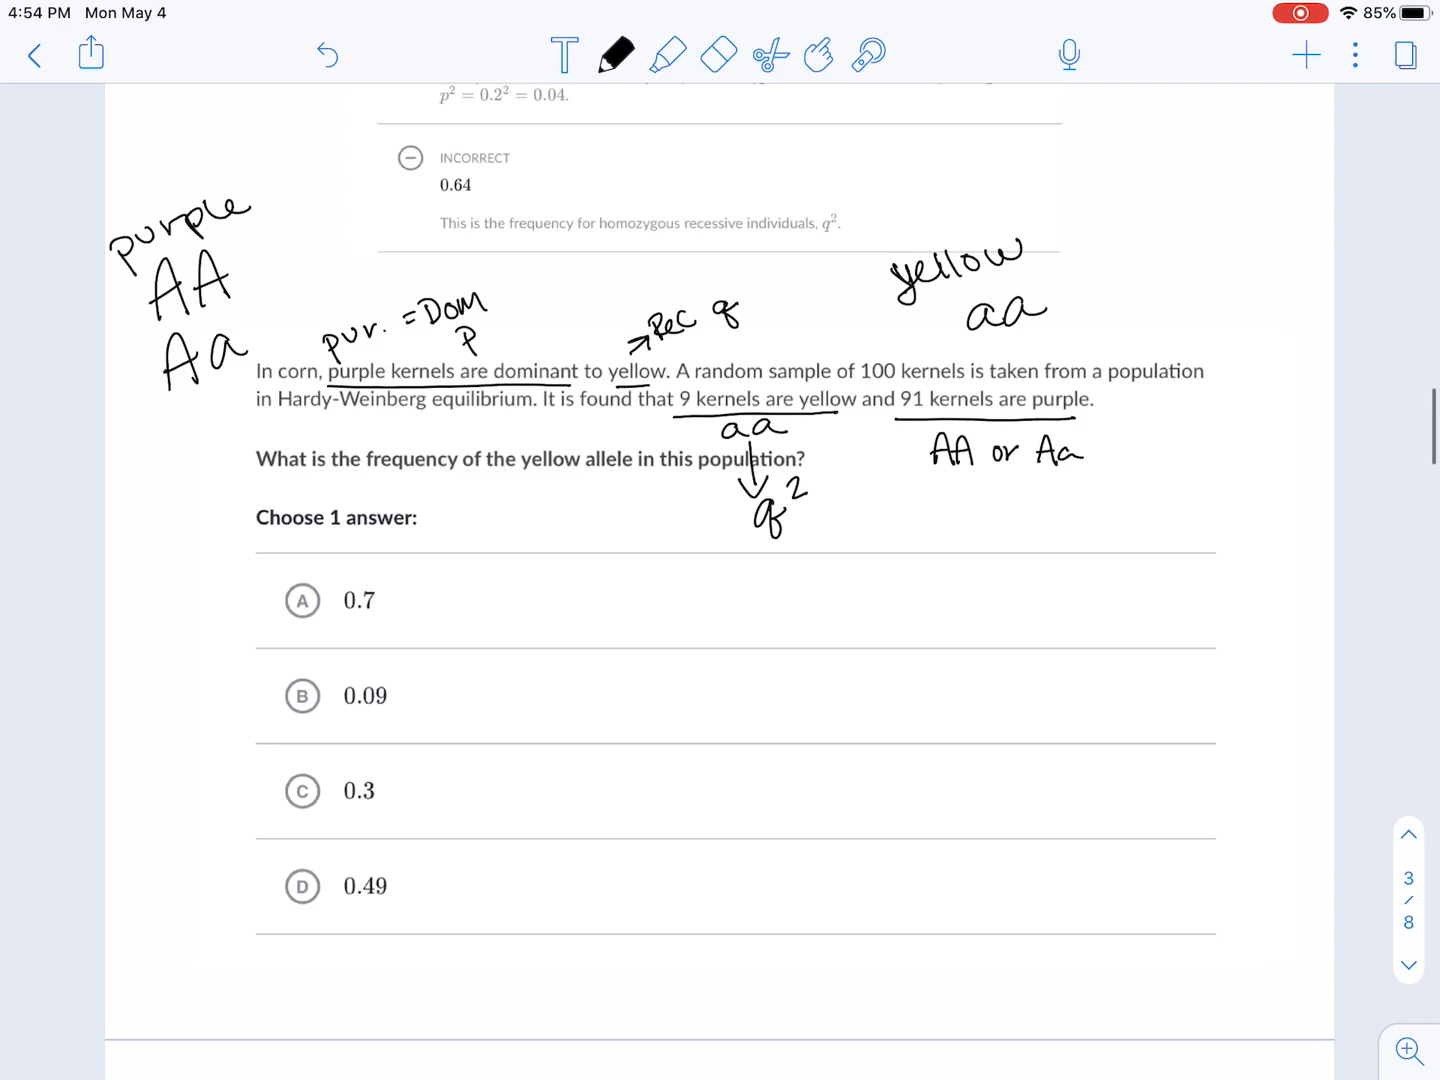 4:54 PM Mon May 4
85%
p² = 0.2² = 0.04.
INCORRECT
0.64
This is the frequency for homozygous recessive individuals, q².
purple
AA
Aa
yellow
aa
pur. = Dom
p
→ Rec q
In corn, purple kernels are dominant to yellow. A random sample of 100 kernels is taken from a population
in Hardy-Weinberg equilibrium. It is found that 9 kernels are yellow and 91 kernels are purple.
aa
AA or Aa
What is the frequency of the yellow allele in this population?
q²
Choose 1 answer:
A 0.7
B 0.09
C 0.3
D 0.49
3
/
8